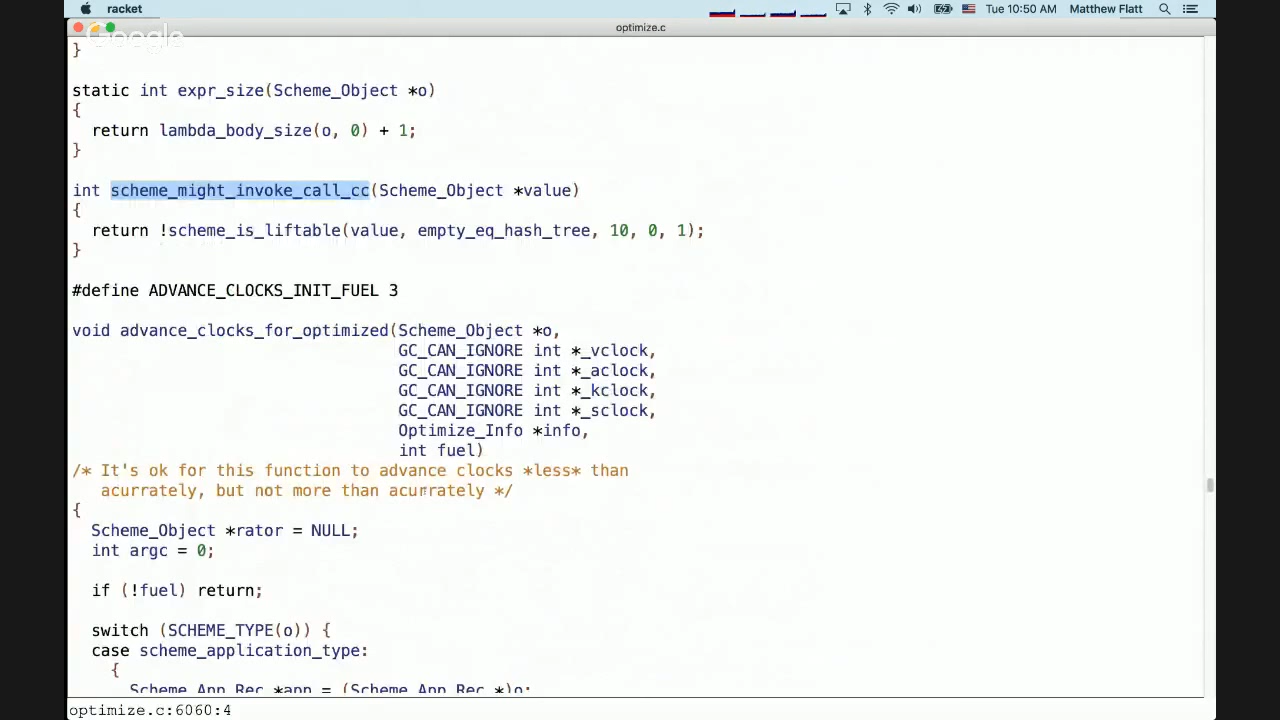 racket
Tue 10:50 AM Matthew Flatt
optimize.c
Google
}
static int expr_size(Scheme_Object *o)
{
return lambda_body_size(o, 0) + 1;
}
int scheme_might_invoke_call_cc(Scheme_Object *value)
{
return !scheme_is_liftable(value, empty_eq_hash_tree, 10, 0, 1);
}
#define ADVANCE_CLOCKS_INIT_FUEL 3
void advance_clocks_for_optimized(Scheme_Object *o,
GC_CAN_IGNORE int *_vclock,
GC_CAN_IGNORE int *_aclock,
GC_CAN_IGNORE int *_kclock,
GC_CAN_IGNORE int *_sclock,
Optimize_Info *info,
int fuel)
/* It's ok for this function to advance clocks *less* than
acurrately, but not more than acurrately */
{
Scheme_Object *rator = NULL;
int argc = 0;
if (!fuel) return;
switch (SCHEME_TYPE(o)) {
case scheme_application_type:
{
Scheme_App_Rec *app = (Scheme_App_Rec *)o;
optimize.c:6060:4